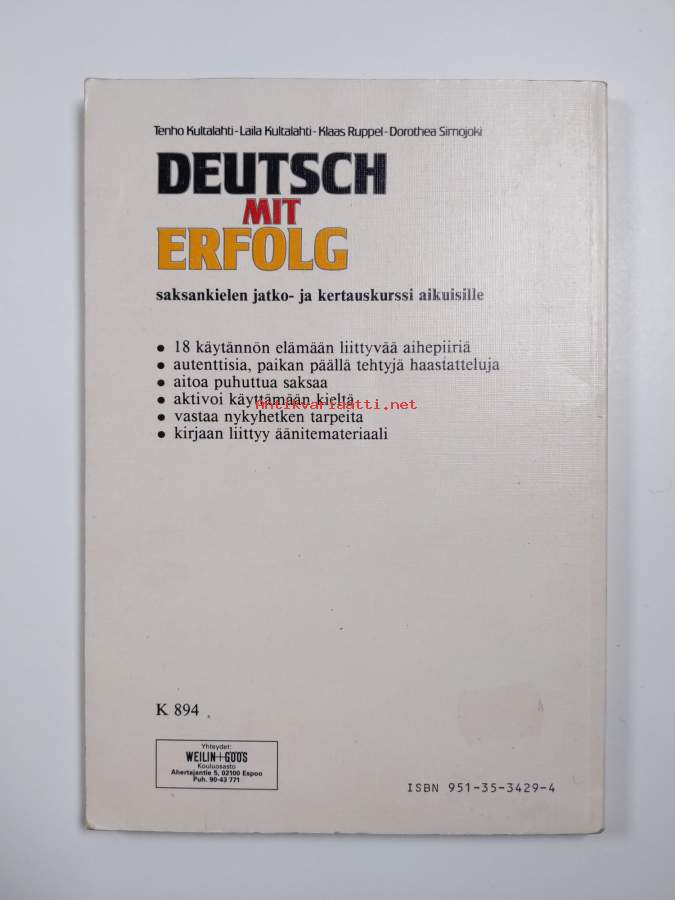 Tenho Kultalahti-Laila Kultalahti-Klaas Ruppel-Dorothea Sirnojoki
DEUTSCH
MIT
ERFOLG
saksankielen jatko- ja kertauskurssi aikuisille
• 18 käytännön elämään liittyvää aihepiiriä
• autenttisia, paikan päällä tehtyjä haastatteluja
• aitoa puhuttua saksaa
• aktivoi käyttämään kieltä
Antikvariaatti.net
• vastaa nykyhetken tarpeita
• kirjaan liittyy äänitemateriaali
K 894
Yhteydet:
WEILIN+GÖÖS
Kouluosasto
Ahertajantie 5, 02100 Espoo
Puh. 90-43 771
ISBN 951-35-3429-4